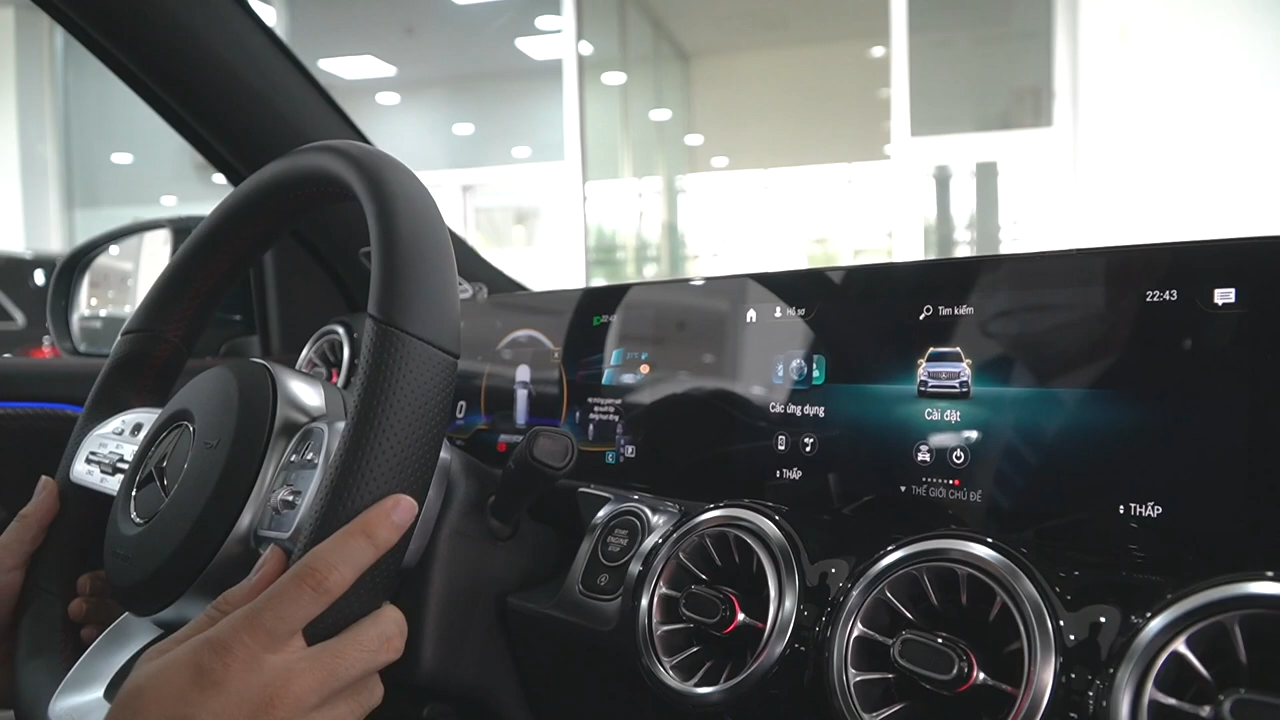 22:43
Hồ sơ
Tìm kiếm
Các ứng dụng
Cài đặt
THẤP
THẾ GIỚI CHỦ ĐỀ
THẤP
0
START
ENGINE
STOP